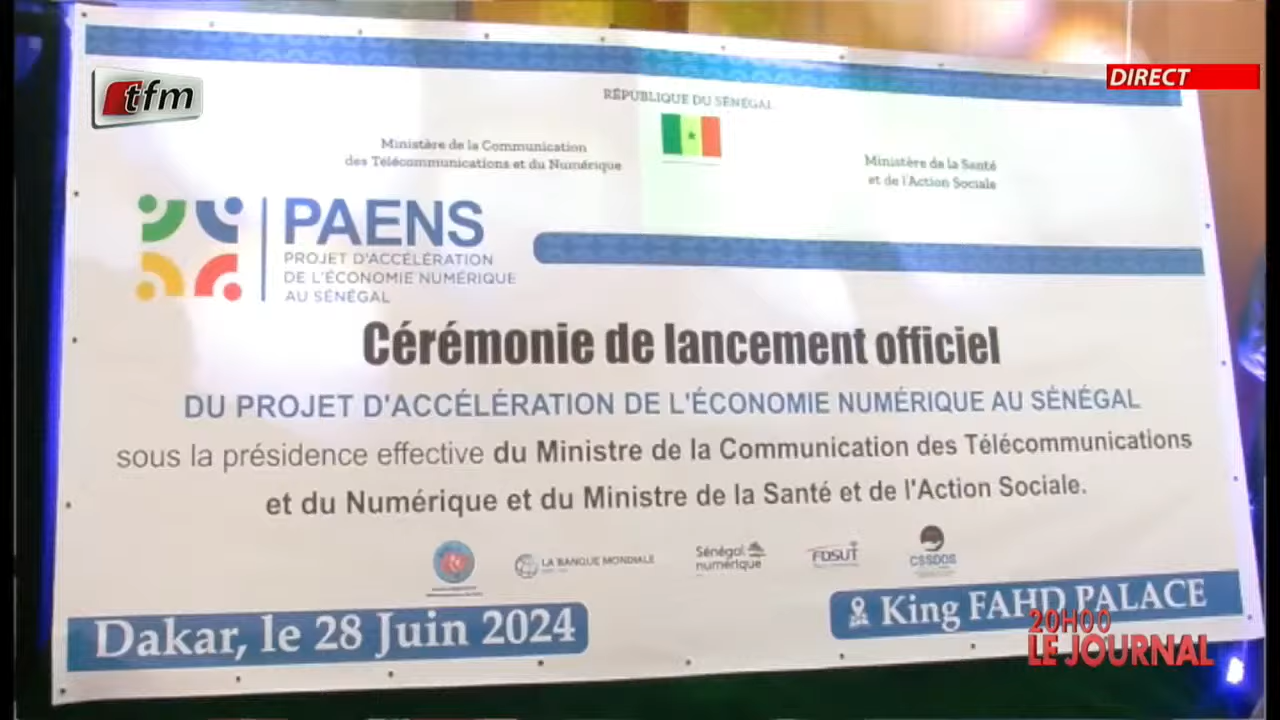 tfm
DIRECT
RÉPUBLIQUE DU SÉNÉGAL
Ministère de la Communication
des Télécommunications et du Numérique
Ministère de la Santé
et de l'Action Sociale
PAENS
PROJET D'ACCÉLÉRATION
DE L'ÉCONOMIE NUMÉRIQUE
AU SÉNÉGAL
Cérémonie de lancement officiel
DU PROJET D'ACCÉLÉRATION DE L'ÉCONOMIE NUMÉRIQUE AU SÉNÉGAL
sous la présidence effective du Ministre de la Communication des Télécommunications
et du Numérique et du Ministre de la Santé et de l'Action Sociale.
LA BANQUE MONDIALE
Sénégal
numérique
FDSUT
CSSDOS
Dakar, le 28 Juin 2024
King FAHD PALACE
20H00
LE JOURNAL